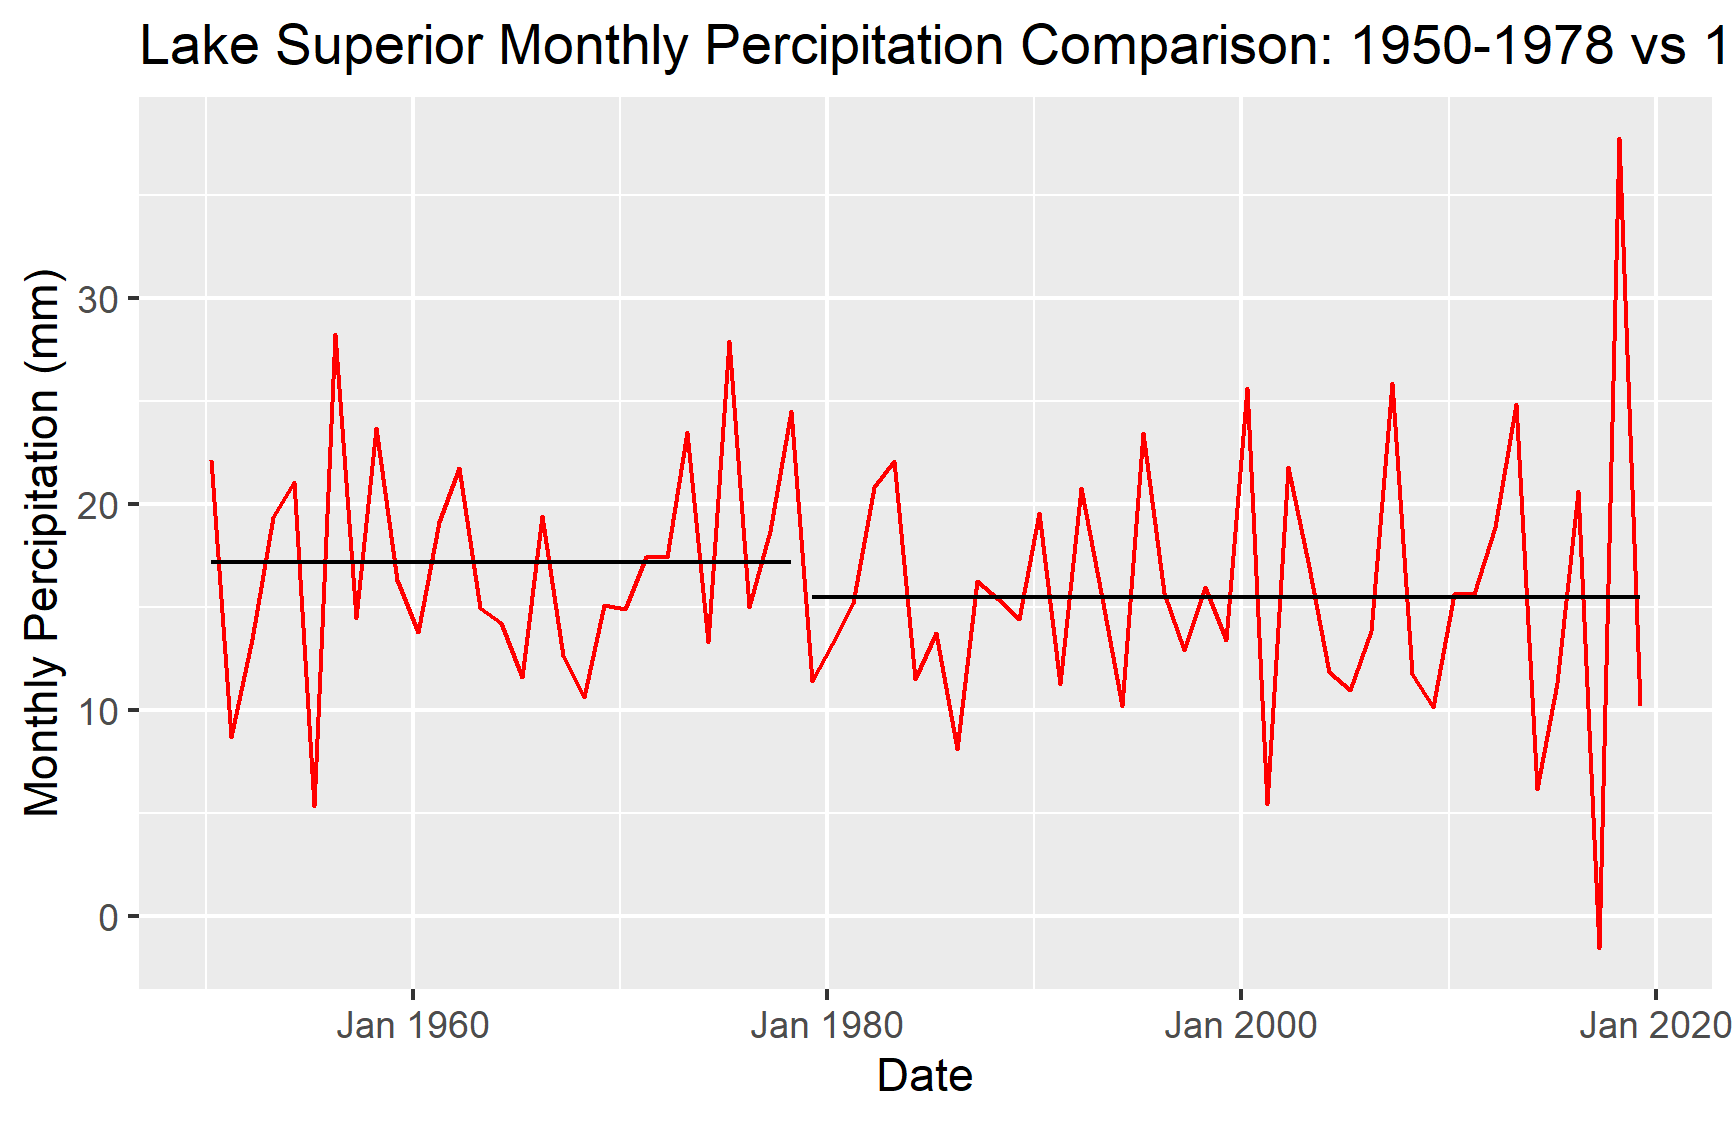 Lake Superior Monthly Percipitation Comparison: 1950-1978 vs 1
Monthly Percipitation (mm)
30
20
10
0
Jan 1960
Jan 1980
Jan 2000
Jan 2020
Date